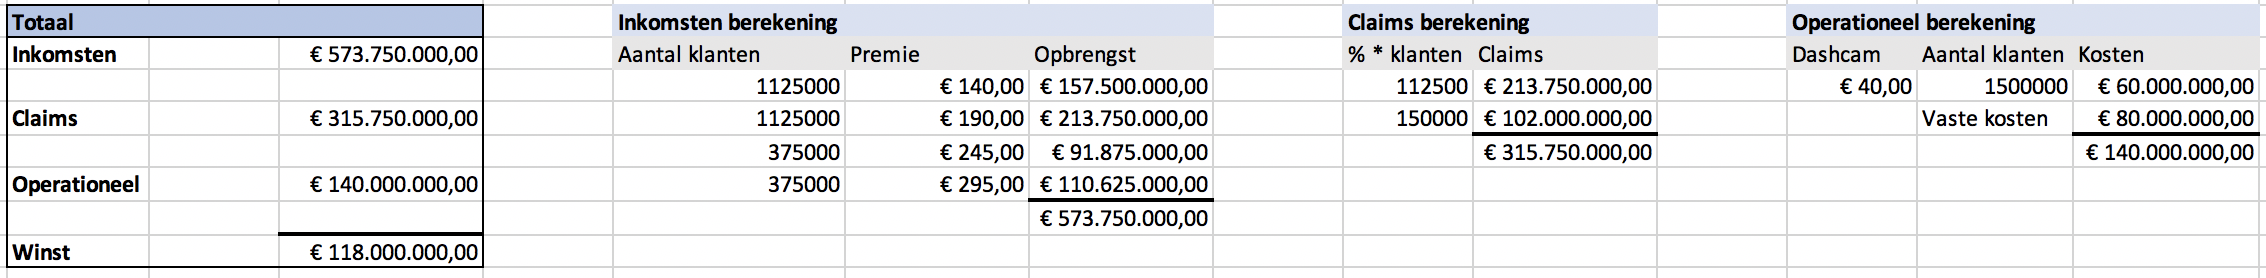 Totaal Inkomsten berekening Claims berekening Operationeel berekening
Inkomsten € 573.750.000,00 Aantal klanten Premie Opbrengst % * klanten Claims Dashcam Aantal klanten Kosten
1125000 € 140,00 € 157.500.000,00 112500 € 213.750.000,00 € 40,00 1500000 € 60.000.000,00
Claims € 315.750.000,00 1125000 € 190,00 € 213.750.000,00 150000 € 102.000.000,00 Vaste kosten € 80.000.000,00
375000 € 245,00 € 91.875.000,00 € 315.750.000,00 € 140.000.000,00
Operationeel € 140.000.000,00 375000 € 295,00 € 110.625.000,00
€ 573.750.000,00
Winst € 118.000.000,00